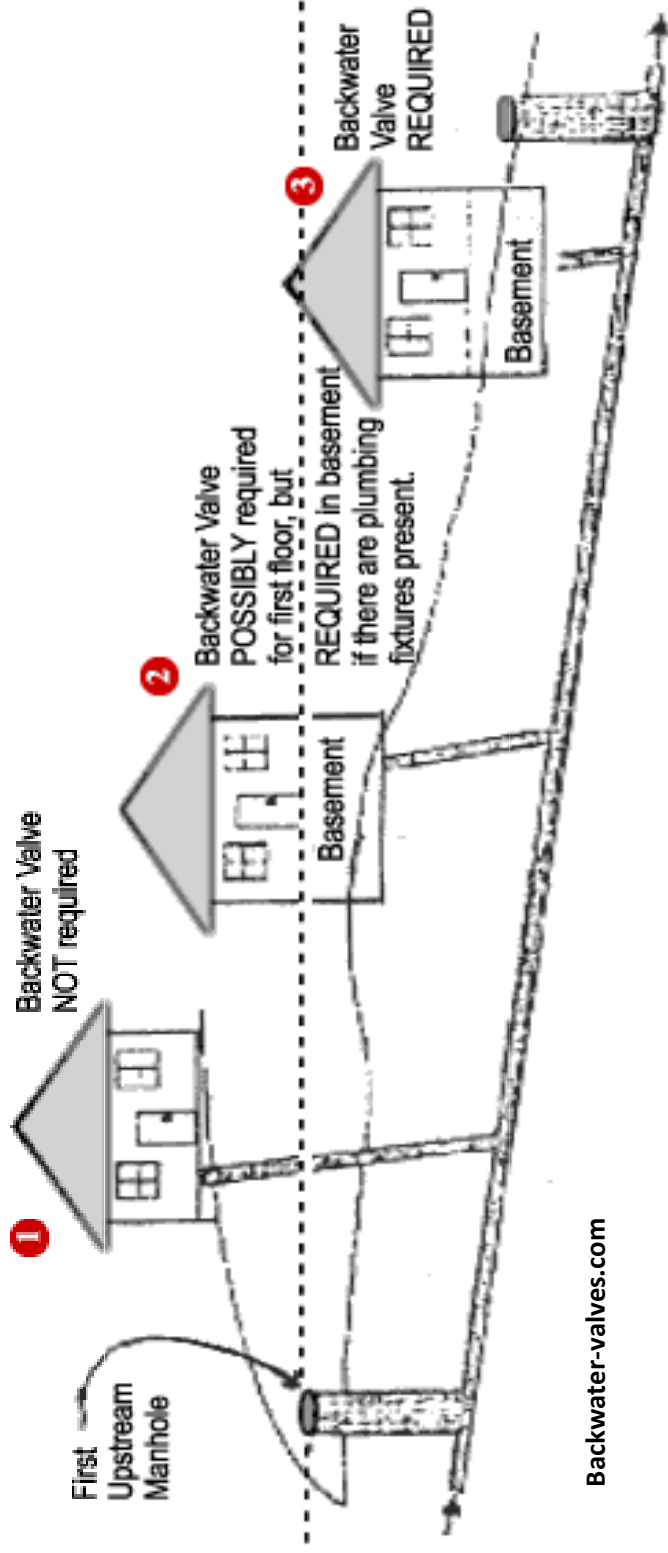 First
Upstream
Manhole
1
Backwater Valve
NOT required
2
Backwater Valve
POSSIBLY required
for first floor, but
REQUIRED in basement
if there are plumbing
fixtures present.
Basement
3
Backwater
Valve
REQUIRED
Basement
Backwater-valves.com